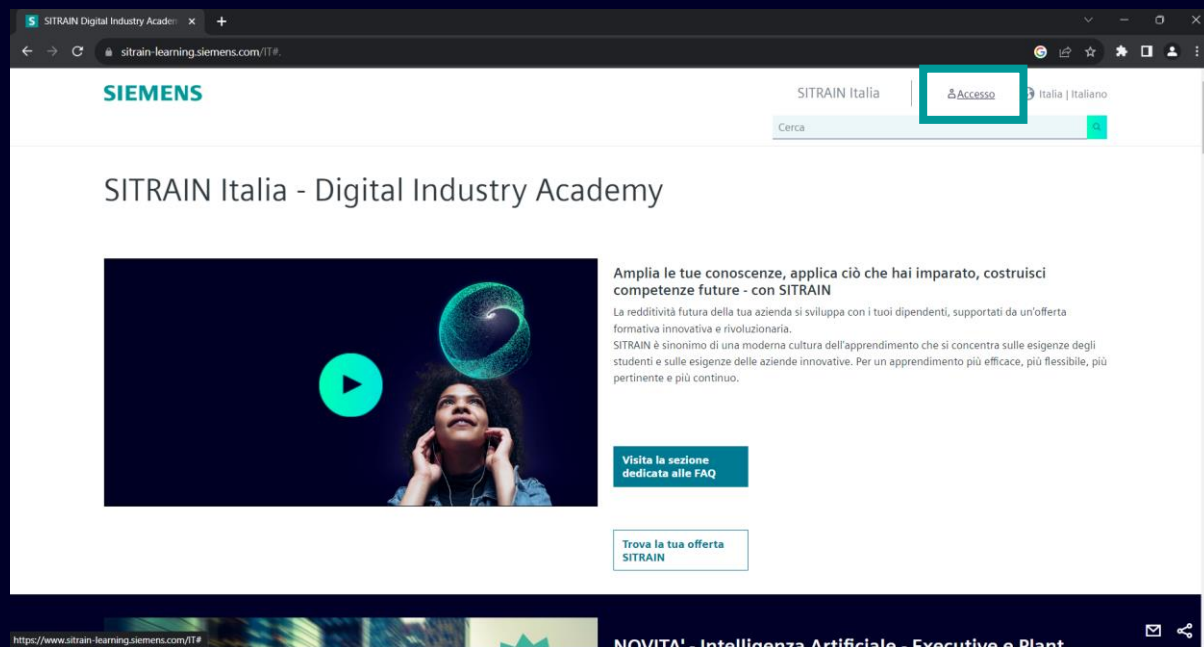 SITRAIN Digital Industry Academ
sitrain-learning.siemens.com/IT#.
SIEMENS
SITRAIN Italia
Accesso
Italia | Italiano
Cerca
SITRAIN Italia - Digital Industry Academy
Amplia le tue conoscenze, applica ciò che hai imparato, costruisci
competenze future - con SITRAIN
La redditività futura della tua azienda si sviluppa con i tuoi dipendenti, supportati da un'offerta
formativa innovativa e rivoluzionaria.
SITRAIN è sinonimo di una moderna cultura dell'apprendimento che si concentra sulle esigenze degli
studenti e sulle esigenze delle aziende innovative. Per un apprendimento più efficace, più flessibile, più
pertinente e più continuo.
Visita la sezione
dedicata alle FAQ
Trova la tua offerta
SITRAIN
NOVITA' - Intelligenza Artificiale - Executive e Plant
https://www.sitrain-learning.siemens.com/IT#